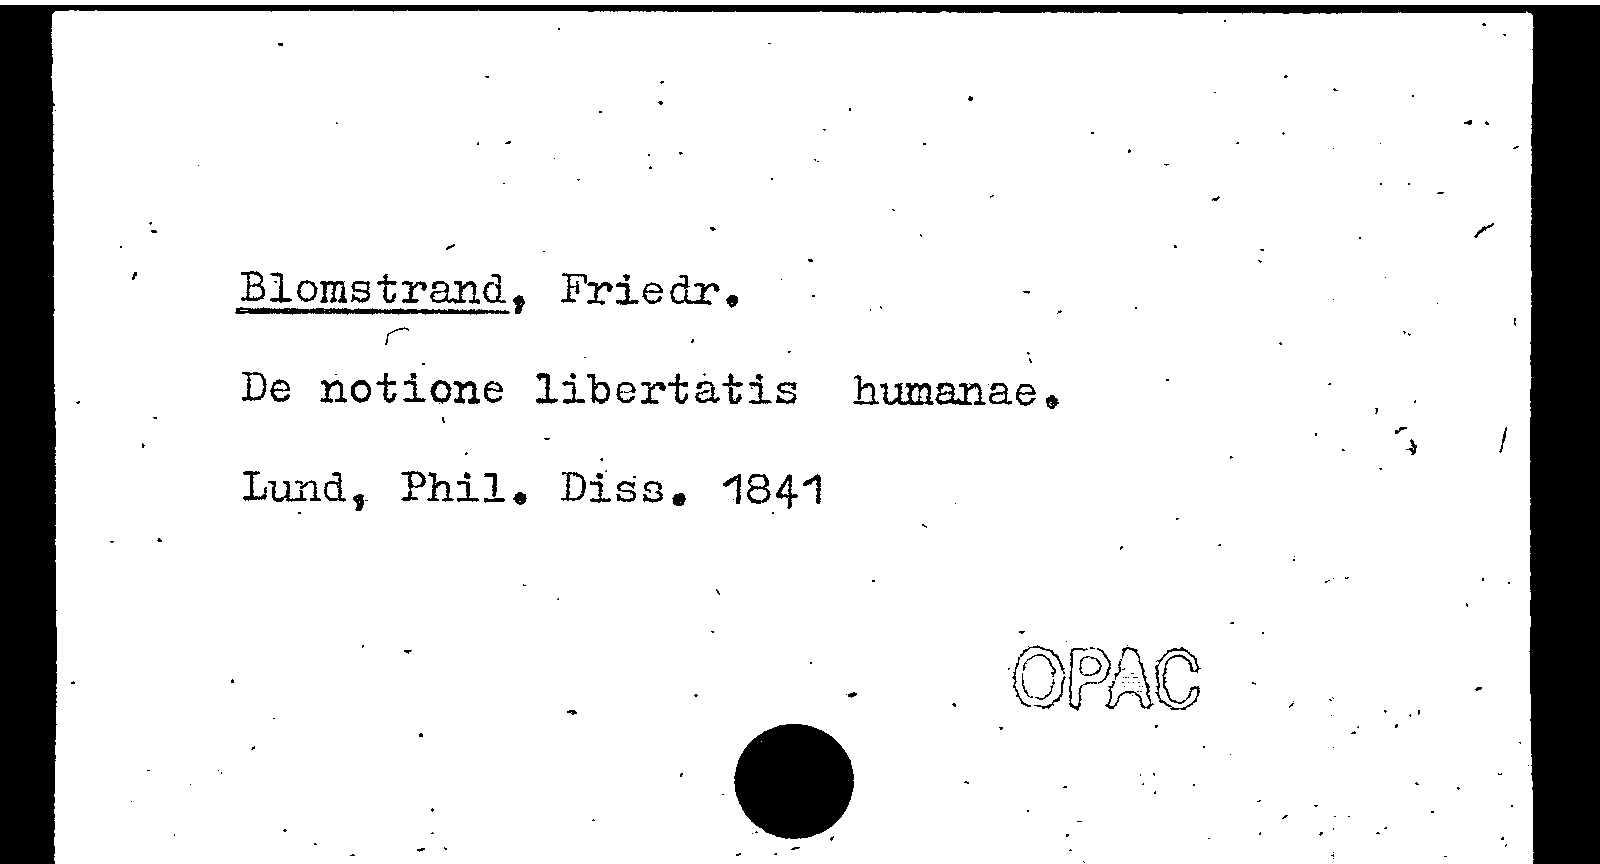 Blomstrand, Friedr.
De notione libertatis humanae.
Lund, Phil. Diss. 1841
OPAC